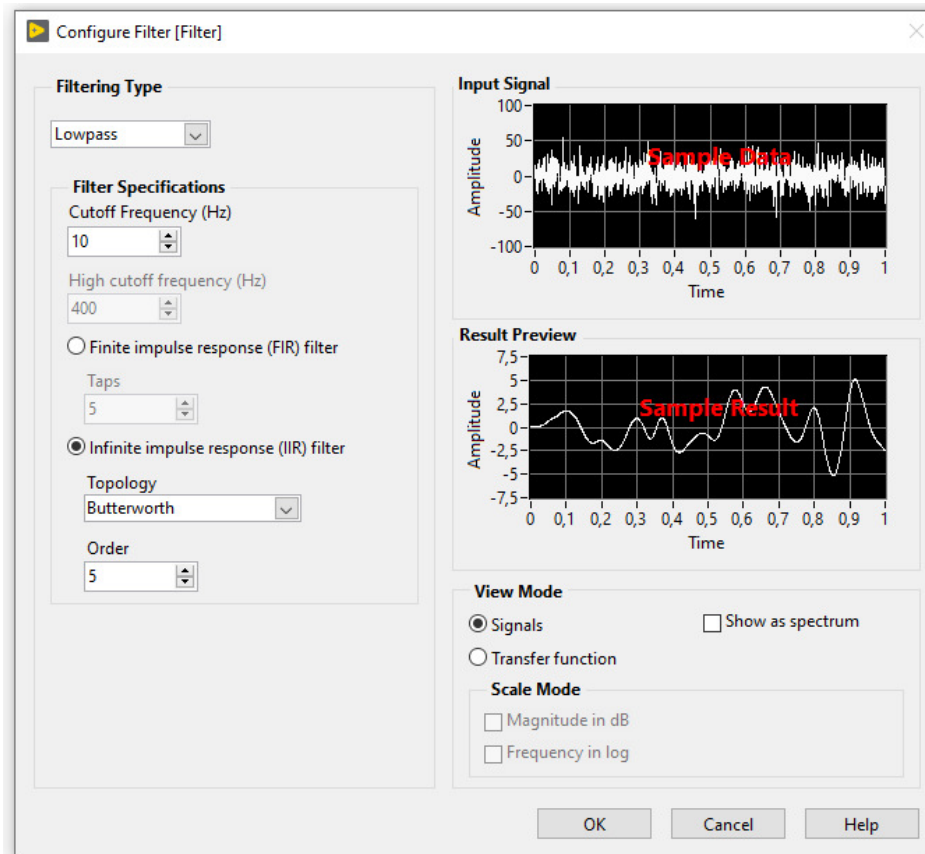 Configure Filter [Filter]
Filtering Type
Lowpass
Filter Specifications
Cutoff Frequency (Hz)
10
High cutoff frequency (Hz)
400
Finite impulse response (FIR) filter
Taps
5
Infinite impulse response (IIR) filter
Topology
Butterworth
Order
5
Input Signal
100
50
0
-50
-100
Amplitude
Sample Data
0 0,1 0,2 0,3 0,4 0,5 0,6 0,7 0,8 0,9 1
Time
Result Preview
7,5
5
2,5
0
-2,5
-5
-7,5
Amplitude
Sample Result
0 0,1 0,2 0,3 0,4 0,5 0,6 0,7 0,8 0,9 1
Time
View Mode
Signals
Show as spectrum
Transfer function
Scale Mode
Magnitude in dB
Frequency in log
OK Cancel Help